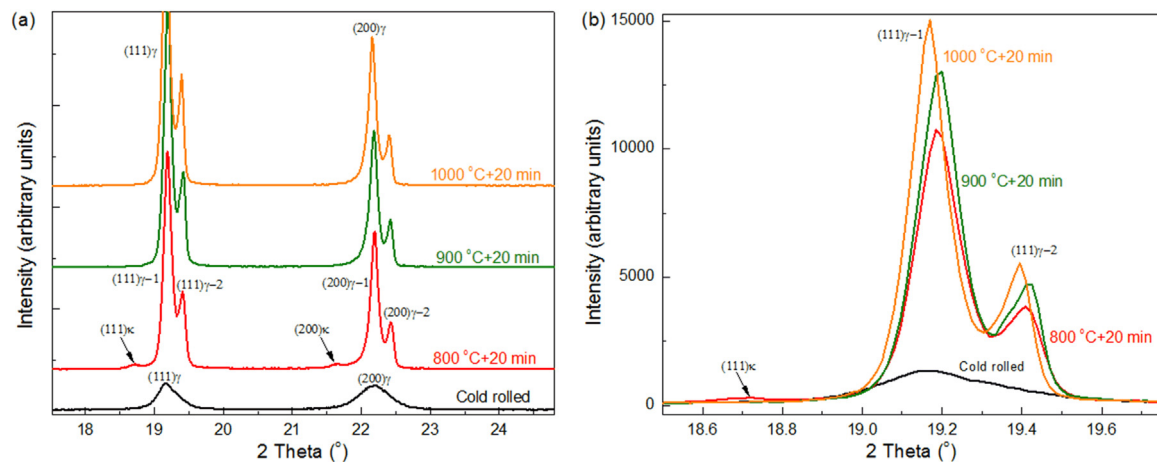 (a)
(111)γ
(200)γ
1000 °C+20 min
900 °C+20 min
(111)γ−1
(111)γ−2
(200)γ−1
(200)γ−2
(111)κ
(200)κ
800 °C+20 min
(111)γ
(200)γ
Cold rolled
18 19 20 21 22 23 24
2 Theta (°)
Intensity (arbitrary units)
(b)
15000
10000
5000
0
(111)γ−1
1000 °C+20 min
900 °C+20 min
(111)γ−2
800 °C+20 min
Cold rolled
(111)κ
18.6 18.8 19.0 19.2 19.4 19.6
2 Theta (°)
Intensity (arbitrary units)